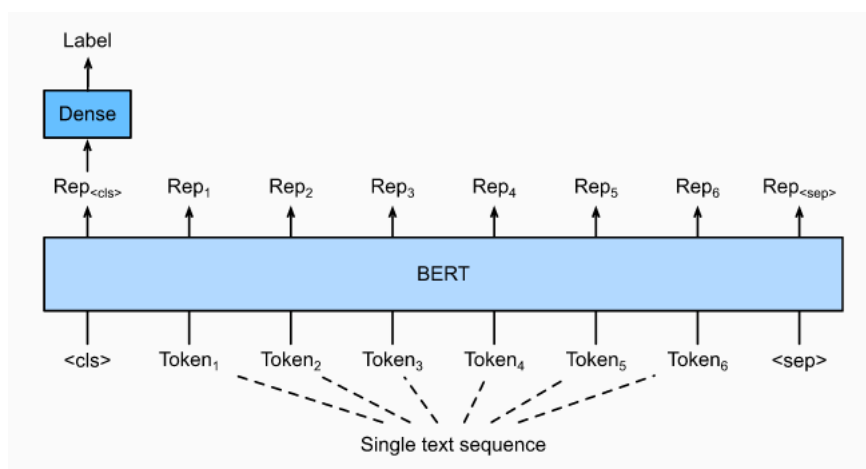 Label
Dense
Rep<cls> Rep1 Rep2 Rep3 Rep4 Rep5 Rep6 Rep<sep>
BERT
<cls> Token1 Token2 Token3 Token4 Token5 Token6 <sep>
Single text sequence